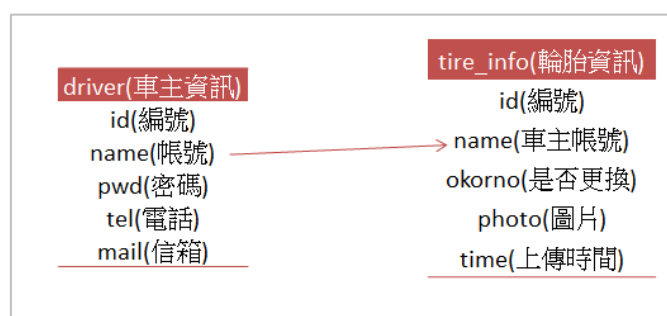 driver(車主資訊)
id(編號)
name(帳號)
pwd(密碼)
tel(電話)
mail(信箱)
tire_info(輪胎資訊)
id(編號)
name(車主帳號)
okorno(是否更換)
photo(圖片)
time(上傳時間)